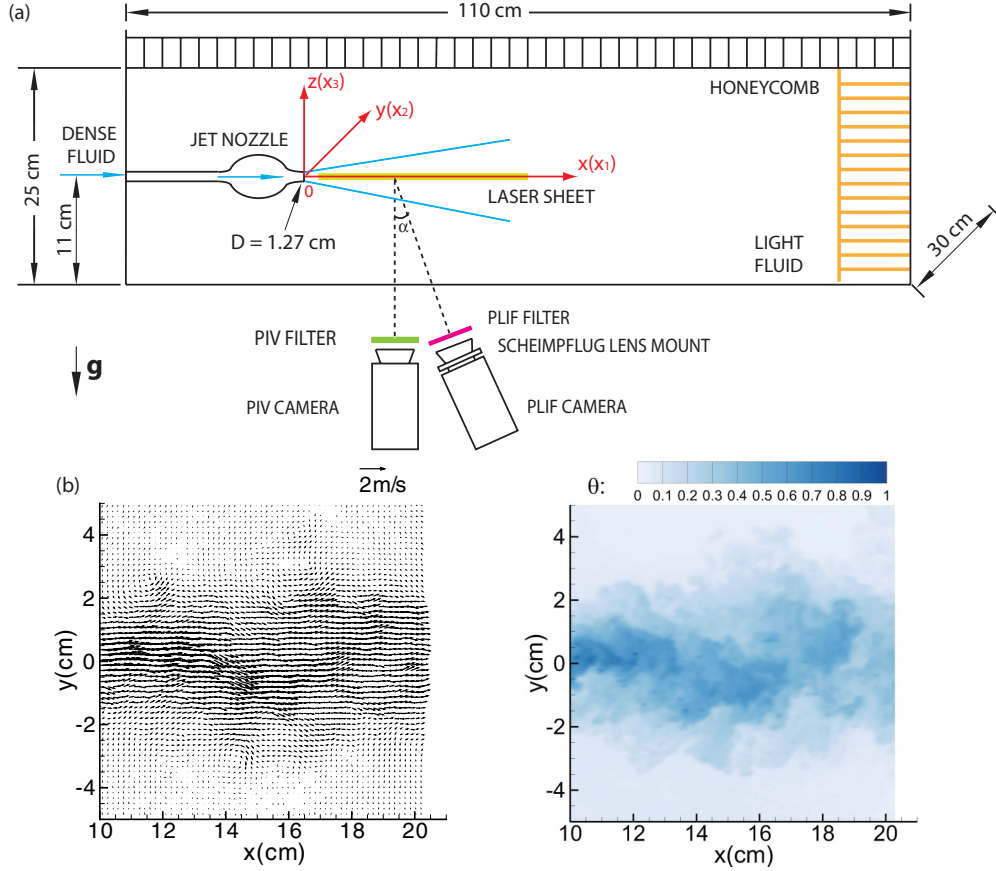 (a)
110 cm
z(x3)
y(x2)
HONEYCOMB
DENSE
FLUID
JET NOZZLE
x(x1)
0
LASER SHEET
25 cm
11 cm
D = 1.27 cm
α
LIGHT
FLUID
30 cm
PIV FILTER
PLIF FILTER
SCHEIMPFLUG LENS MOUNT
g
PIV CAMERA
PLIF CAMERA
(b)
2m/s
θ:
0 0.1 0.2 0.3 0.4 0.5 0.6 0.7 0.8 0.9 1
y(cm)
4
2
0
-2
-4
10 12 14 16 18 20
x(cm)
y(cm)
4
2
0
-2
-4
10 12 14 16 18 20
x(cm)